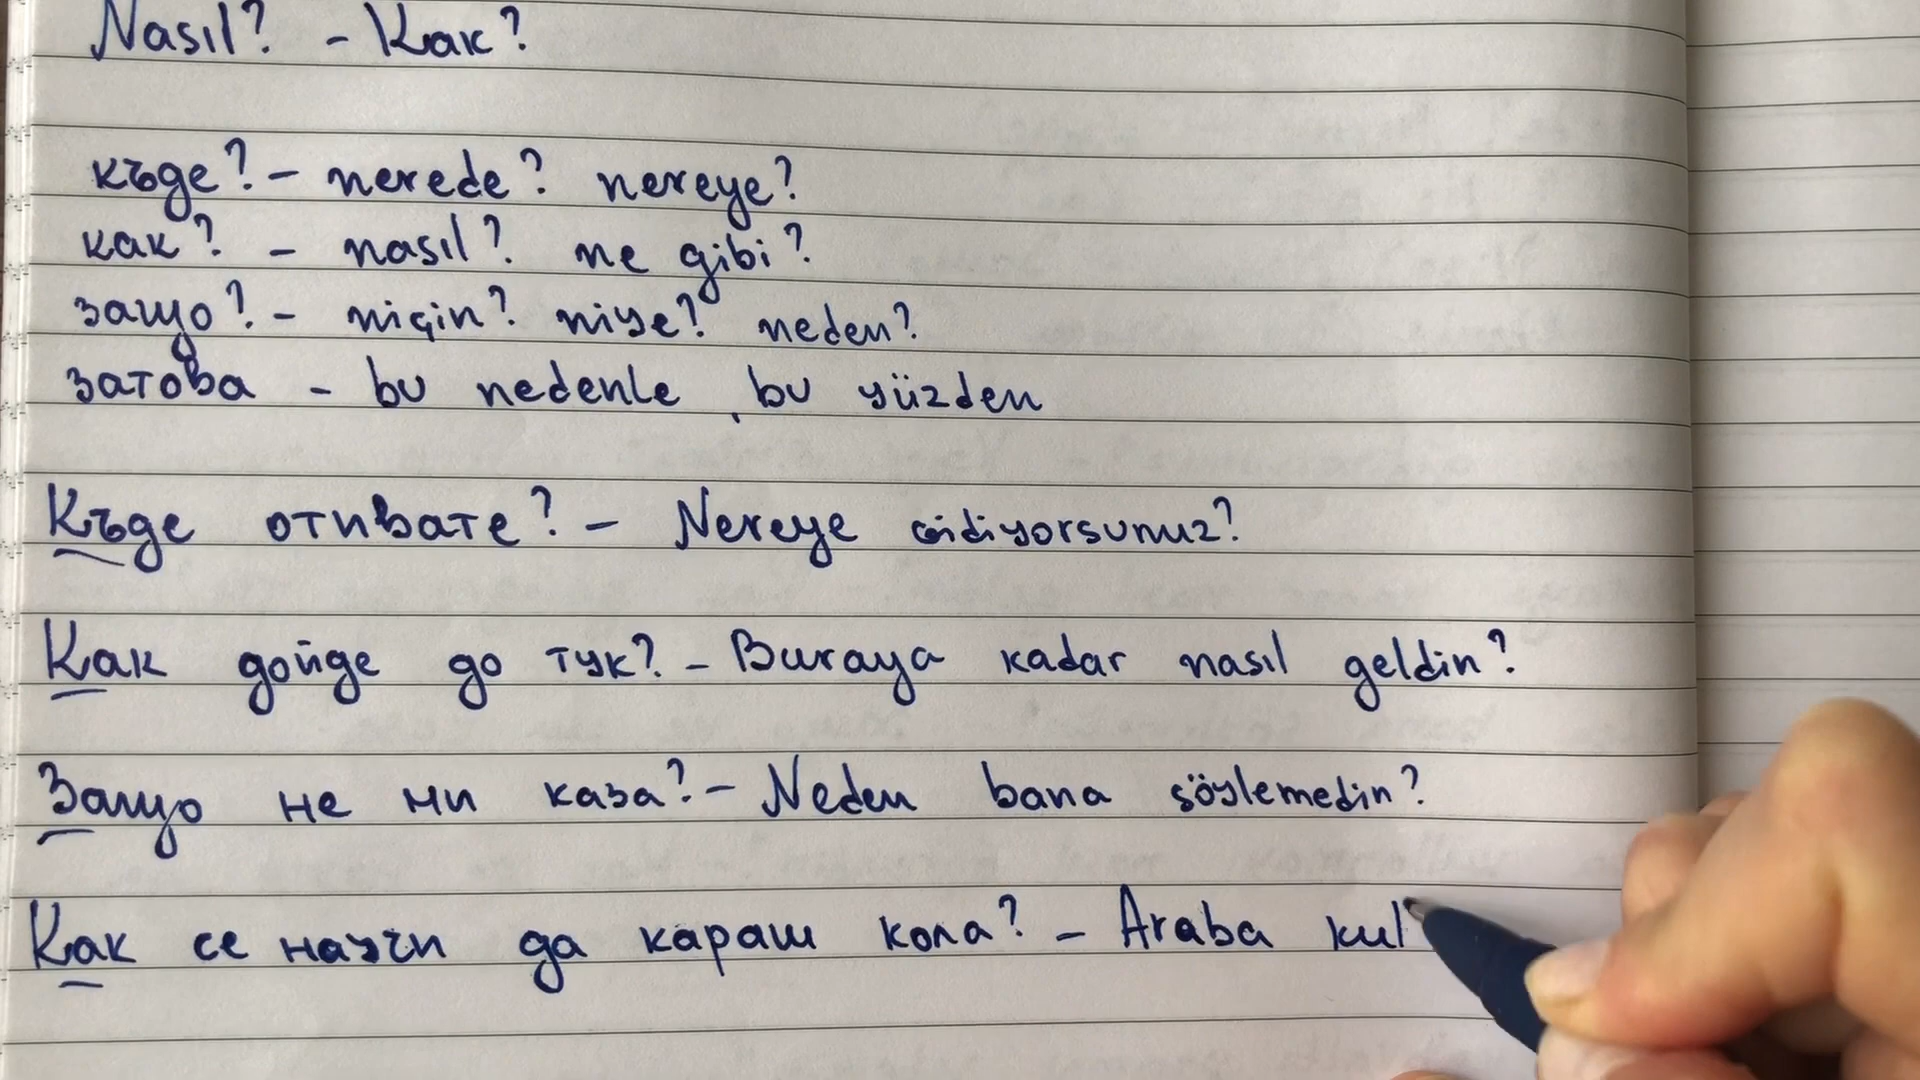 Nasıl? - Как?
къде? - nerede? nereye?
как? - nasıl? ne gibi?
защо? - niçin? niye? neden?
затова - bu nedenle, bu yüzden
Къде отивате? - Nereye gidiyorsunuz?
Как дойде до тук? - Buraya kadar nasıl geldin?
Защо не ми каза? - Neden bana söylemedin?
Как се научи да караш кола? - Araba kul